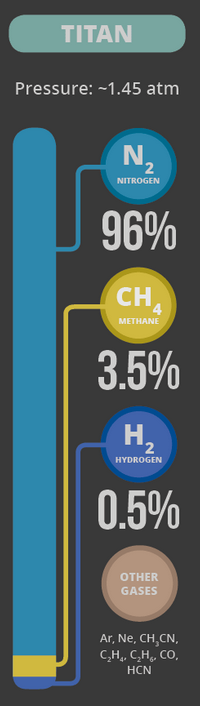 TITAN
Pressure: ~1.45 atm
N₂
NITROGEN
96%
CH₄
METHANE
3.5%
H₂
HYDROGEN
0.5%
OTHER
GASES
Ar, Ne, CH₃CN,
C₂H₄, C₂H₆, CO,
HCN